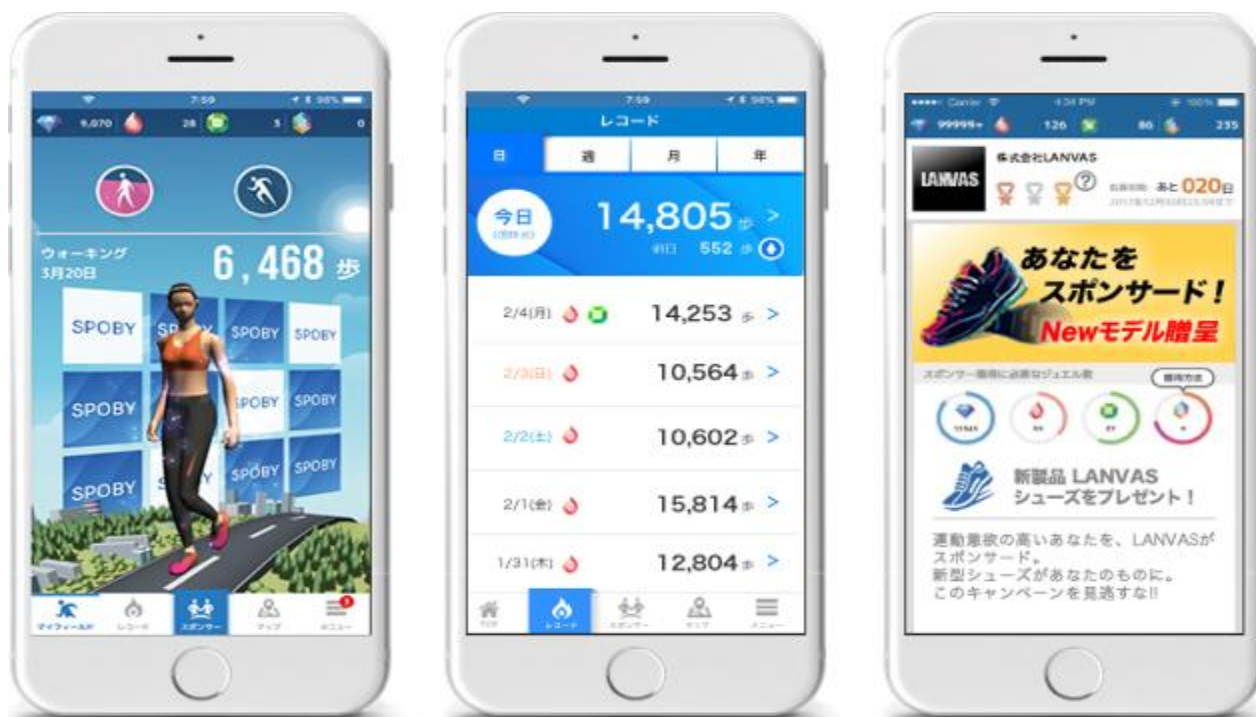 7:59
98%
9,070 28 5 0
ウォーキング
3月20日
6,468 歩
SPOBY SPOBY SPOBY SPOBY
SPOBY SPOBY SPOBY
SPOBY SPOBY SPOBY
マイフィールド レコード スポンサー マップ メニュー
7:59
98%
レコード
日 週 月 年
今日
14,805 歩 >
前日 552 歩
2/4(月) 14,253 歩 >
2/3(日) 10,564 歩 >
2/2(土) 10,602 歩 >
2/1(金) 15,814 歩 >
1/31(木) 12,804 歩 >
TOP レコード スポンサー マップ メニュー
Carrier 4:34 PM 100%
99999+ 126 86 235
LANVAS
株式会社LANVAS
?
あと020日
あなたを
スポンサード!
Newモデル贈呈
スポンサー獲得に必要なジュエル数
獲得方法
新製品 LANVAS
シューズをプレゼント!
運動意欲の高いあなたを、LANVASが
スポンサード。
新型シューズがあなたのものに。
このキャンペーンを見逃すな!!